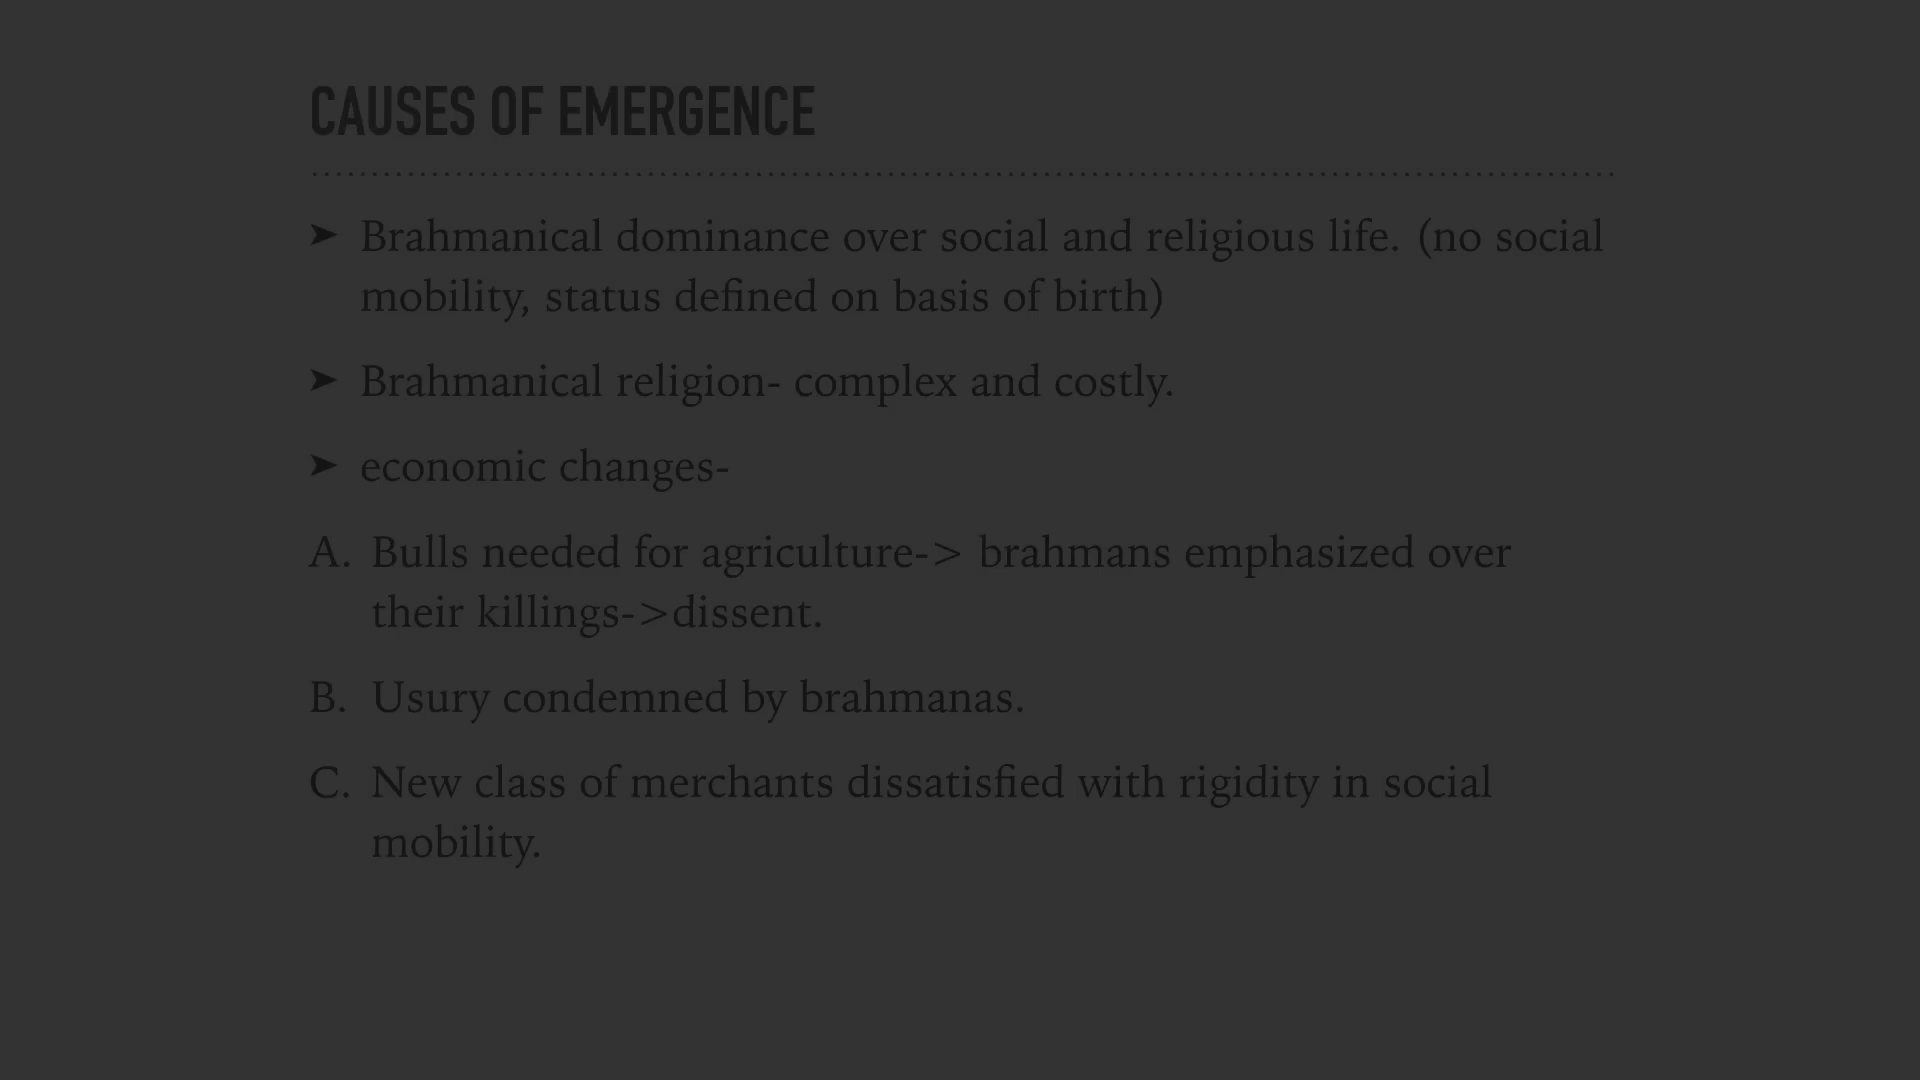 CAUSES OF EMERGENCE
➤ Brahmanical dominance over social and religious life. (no social
mobility, status defined on basis of birth)
➤ Brahmanical religion- complex and costly.
➤ economic changes-
A. Bulls needed for agriculture-> brahmans emphasized over
their killings->dissent.
B. Usury condemned by brahmanas.
C. New class of merchants dissatisfied with rigidity in social
mobility.